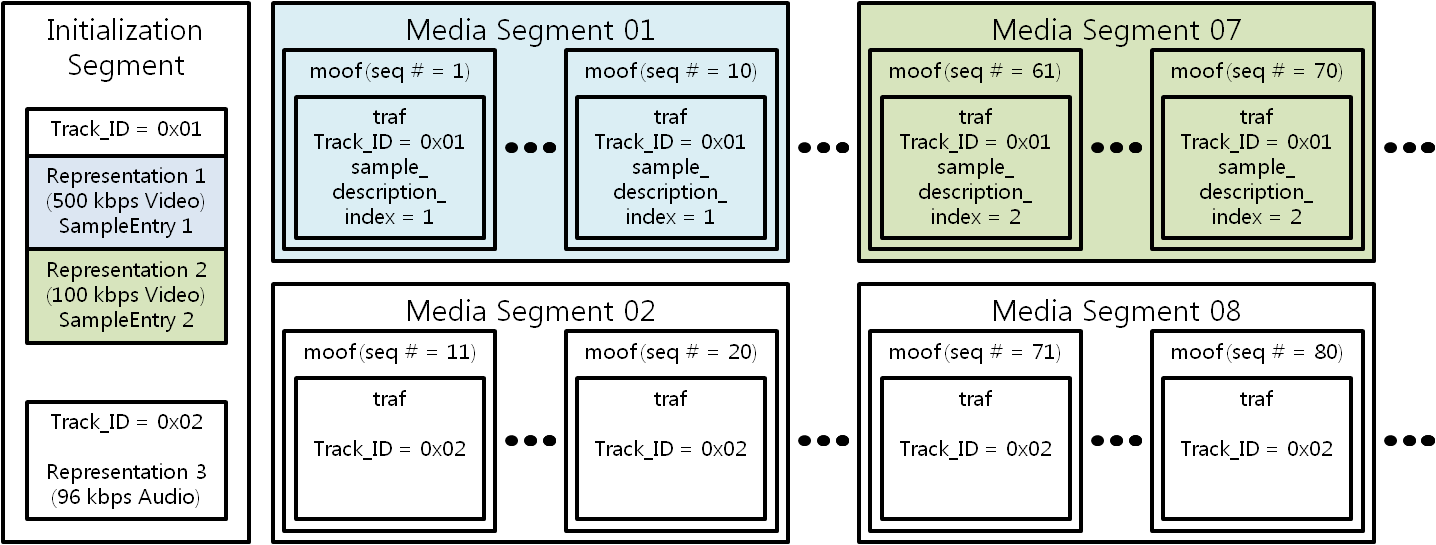 Initialization
Segment
Track_ID = 0x01
Representation 1
(500 kbps Video)
SampleEntry 1
Representation 2
(100 kbps Video)
SampleEntry 2
Track_ID = 0x02
Representation 3
(96 kbps Audio)
Media Segment 01
moof(seq # = 1)
traf
Track_ID = 0x01
sample_
description_
index = 1
moof(seq # = 10)
traf
Track_ID = 0x01
sample_
description_
index = 1
Media Segment 07
moof(seq # = 61)
traf
Track_ID = 0x01
sample_
description_
index = 2
moof(seq # = 70)
traf
Track_ID = 0x01
sample_
description_
index = 2
Media Segment 02
moof(seq # = 11)
traf
Track_ID = 0x02
moof(seq # = 20)
traf
Track_ID = 0x02
Media Segment 08
moof(seq # = 71)
traf
Track_ID = 0x02
moof(seq # = 80)
traf
Track_ID = 0x02